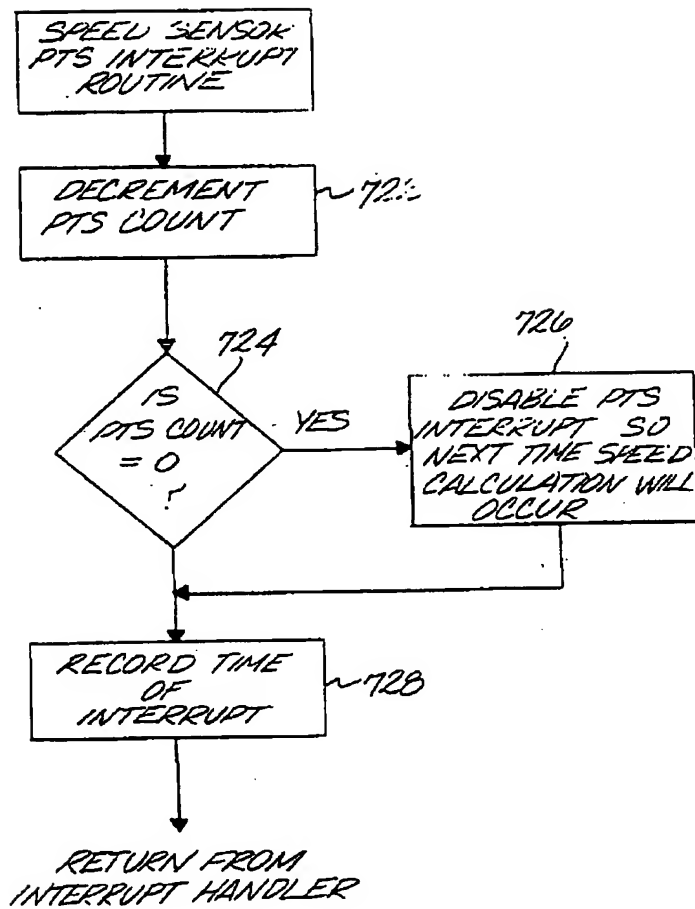 SPEED SENSOR
PTS INTERRUPT
ROUTINE
DECREMENT
PTS COUNT
724
IS
PTS COUNT
= 0
?
YES
726
DISABLE PTS
INTERRUPT SO
NEXT TIME SPEED
CALCULATION WILL
OCCUR
RECORD TIME
OF
INTERRUPT
728
RETURN FROM
INTERRUPT HANDLER